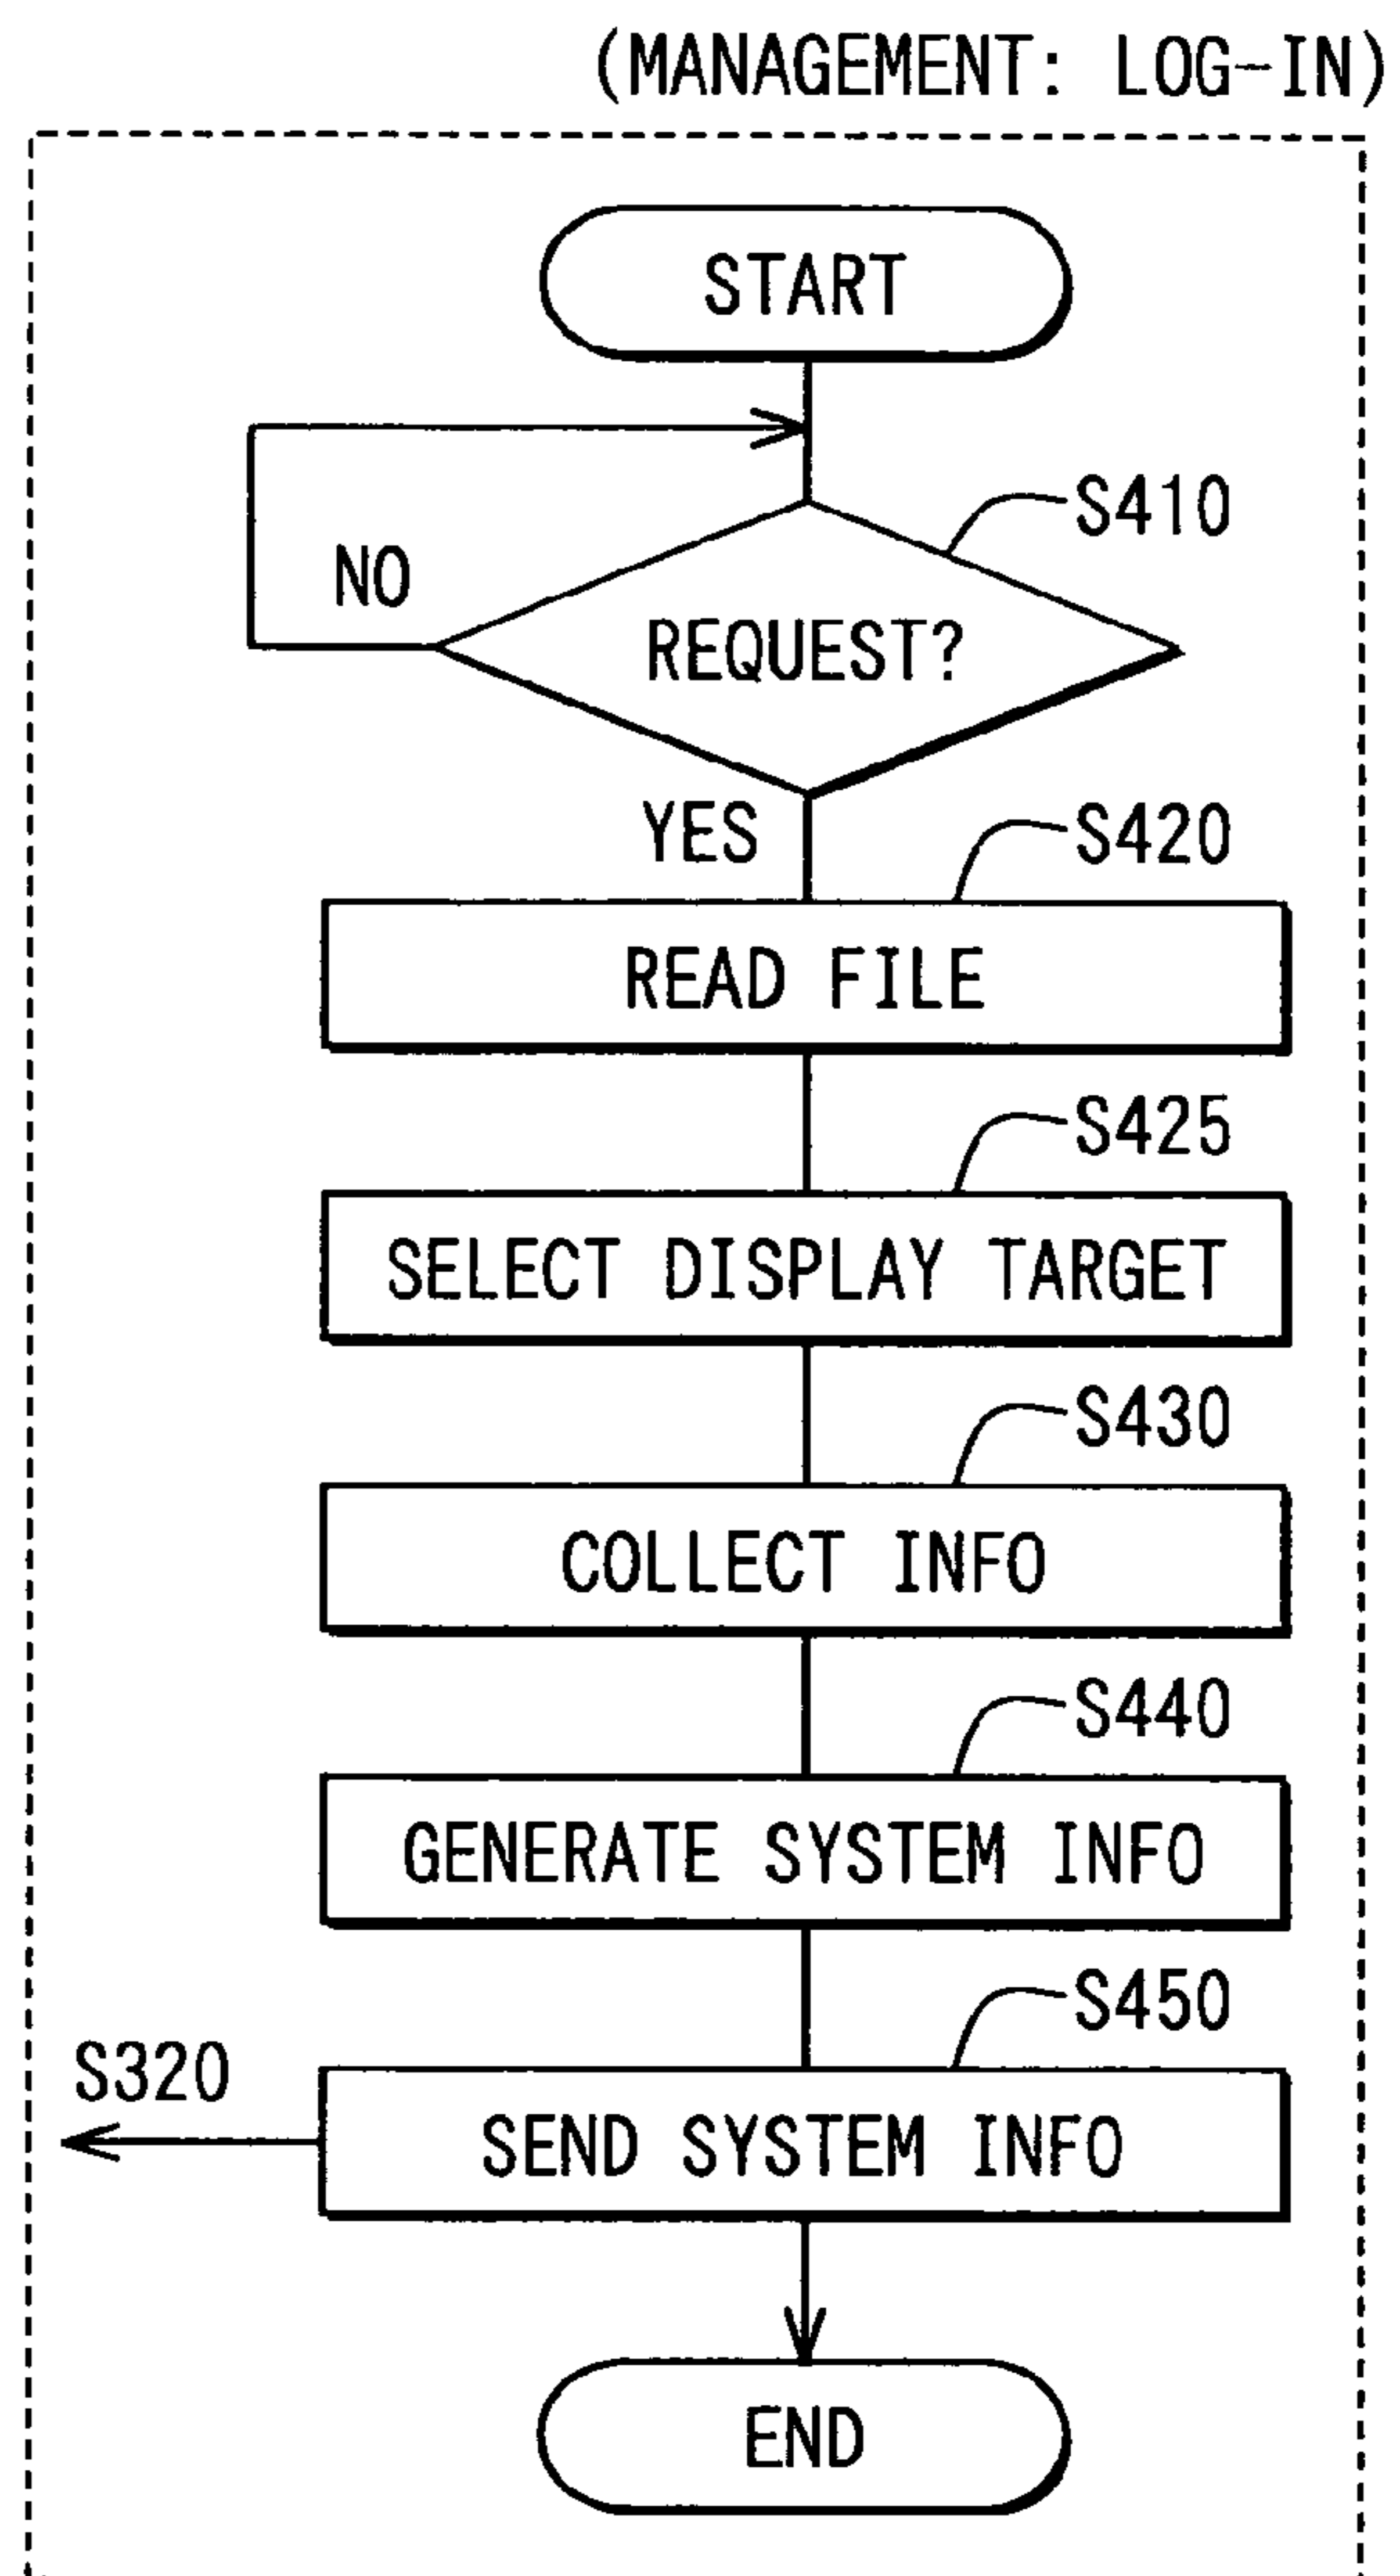 (MANAGEMENT: LOG-IN)
START
S410
NO
REQUEST?
YES
S420
READ FILE
S425
SELECT DISPLAY TARGET
S430
COLLECT INFO
S440
GENERATE SYSTEM INFO
S450
S320
SEND SYSTEM INFO
END